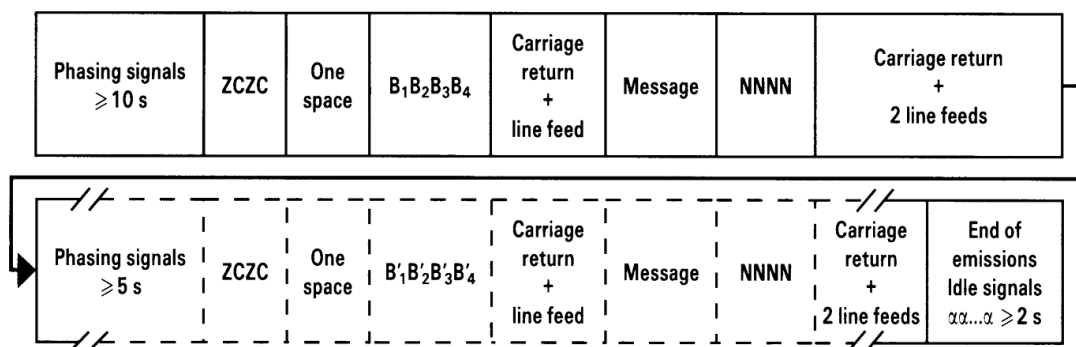 Phasing signals
⩾10 s
ZCZC
One
space
B₁B₂B₃B₄
Carriage
return
+
line feed
Message
NNNN
Carriage return
+
2 line feeds
Phasing signals
⩾5 s
ZCZC
One
space
B′₁B′₂B′₃B′₄
Carriage
return
+
line feed
Message
NNNN
Carriage
return
+
2 line feeds
End of
emissions
Idle signals
αα...α ⩾2 s